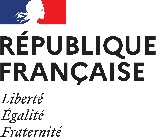 RÉPUBLIQUE
FRANÇAISE
Liberté
Égalité
Fraternité